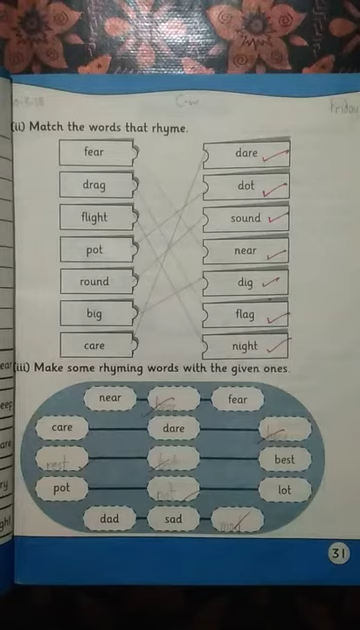 Friday
(ii) Match the words that rhyme.
fear dare
drag dot
flight sound
pot near
round dig
big flag
care night
(iii) Make some rhyming words with the given ones.
near fear
care dare
best
pot lot
dad sad
31